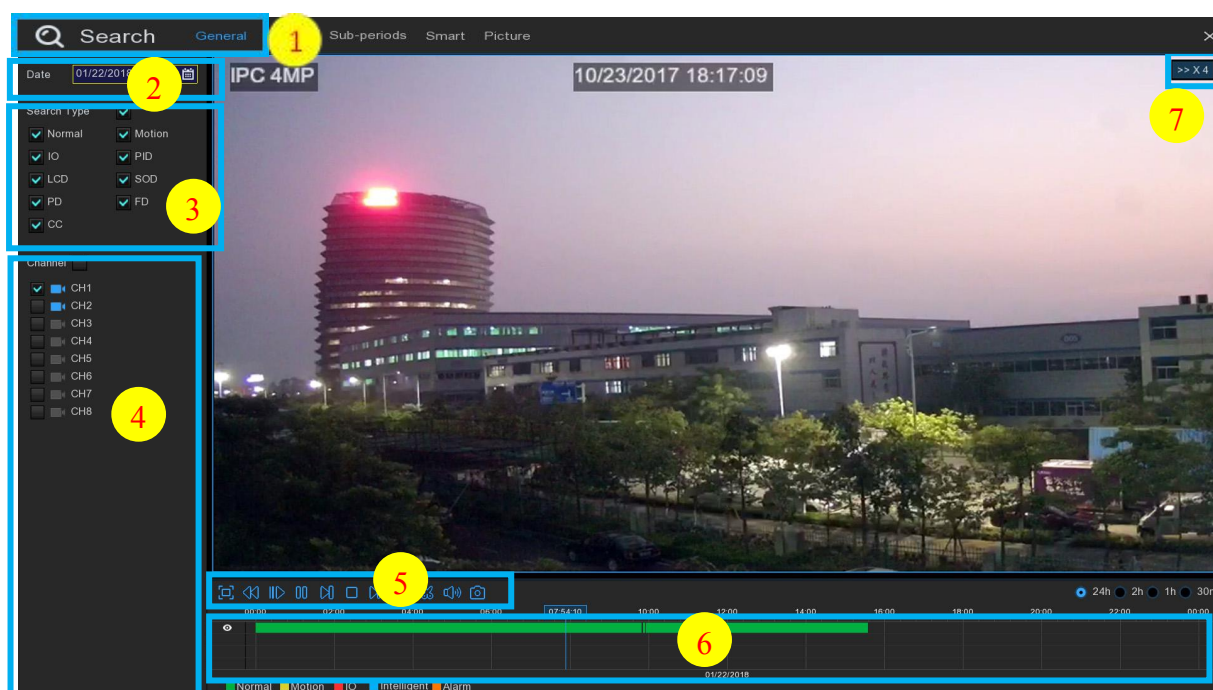 Search General Sub-periods Smart Picture
1
Date 01/22/2018
2
IPC 4MP
10/23/2017 18:17:09
>> X 4
7
Search Type
Normal Motion
IO PID
LCD SOD
PD FD
CC
3
Channel
CH1
CH2
CH3
CH4
CH5
CH6
CH7
CH8
4
5
24h 2h 1h 30m
00:00 02:00 04:00 06:00 07:54:10 10:00 12:00 14:00 16:00 18:00 20:00 22:00 00:00
6
01/22/2018
Normal Motion IO Intelligent Alarm